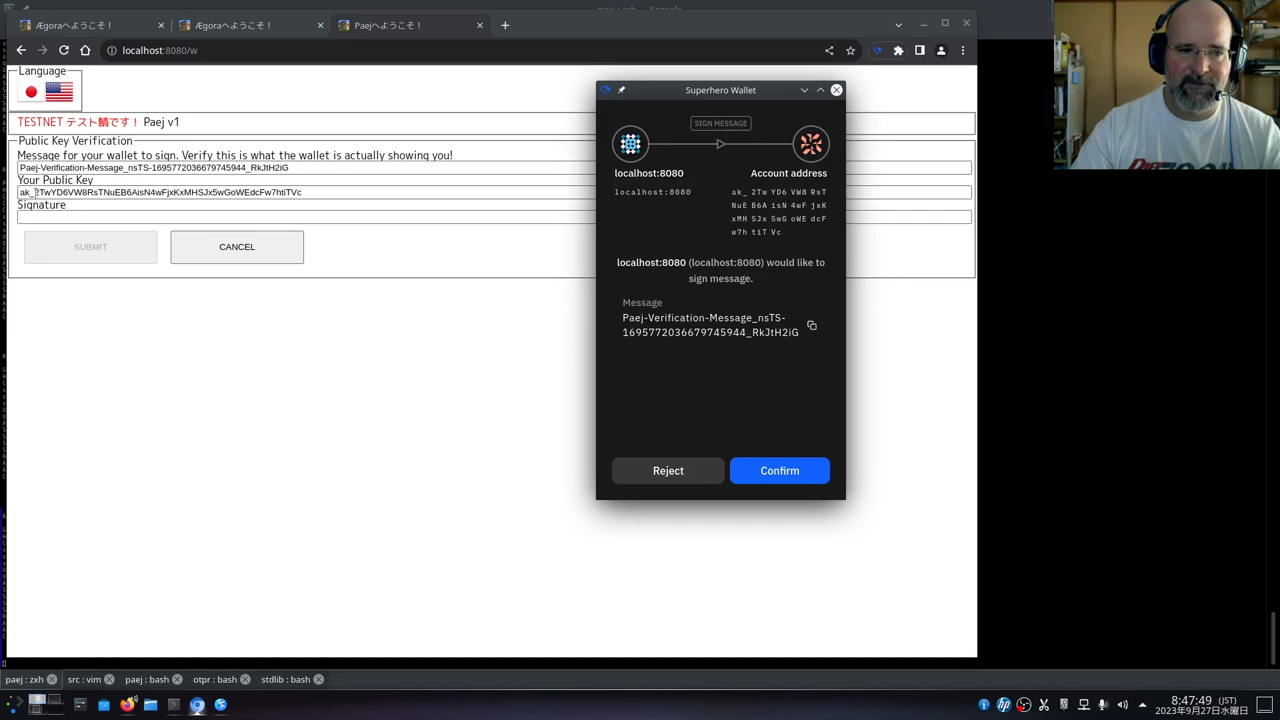 paej : zxh — Konsole
Ægoraへようこそ！
Ægoraへようこそ！
Paejへようこそ！
localhost:8080/w
Language
TESTNET テスト鯖です！ Paej v1
Public Key Verification
Message for your wallet to sign. Verify this is what the wallet is actually showing you!
Paej-Verification-Message_nsTS-1695772036679745944_RkJtH2iG
Your Public Key
ak_2TwYD6VW8RsTNuEB6AisN4wFjxKxMHSJx5wGoWEdcFw7htiTVc
Signature
SUBMIT
CANCEL
Superhero Wallet
SIGN MESSAGE
localhost:8080
Account address
localhost:8080
ak_ 2Tw YD6 VW8 RsT
NuE B6A isN 4wF jxK
xMH SJx 5wG oWE dcF
w7h tiT Vc
localhost:8080 (localhost:8080) would like to
sign message.
Message
Paej-Verification-Message_nsTS-
1695772036679745944_RkJtH2iG
Reject
Confirm
paej : zxh
src : vim
paej : bash
otpr : bash
stdlib : bash
8:47:49 (JST)
2023年9月27日水曜日